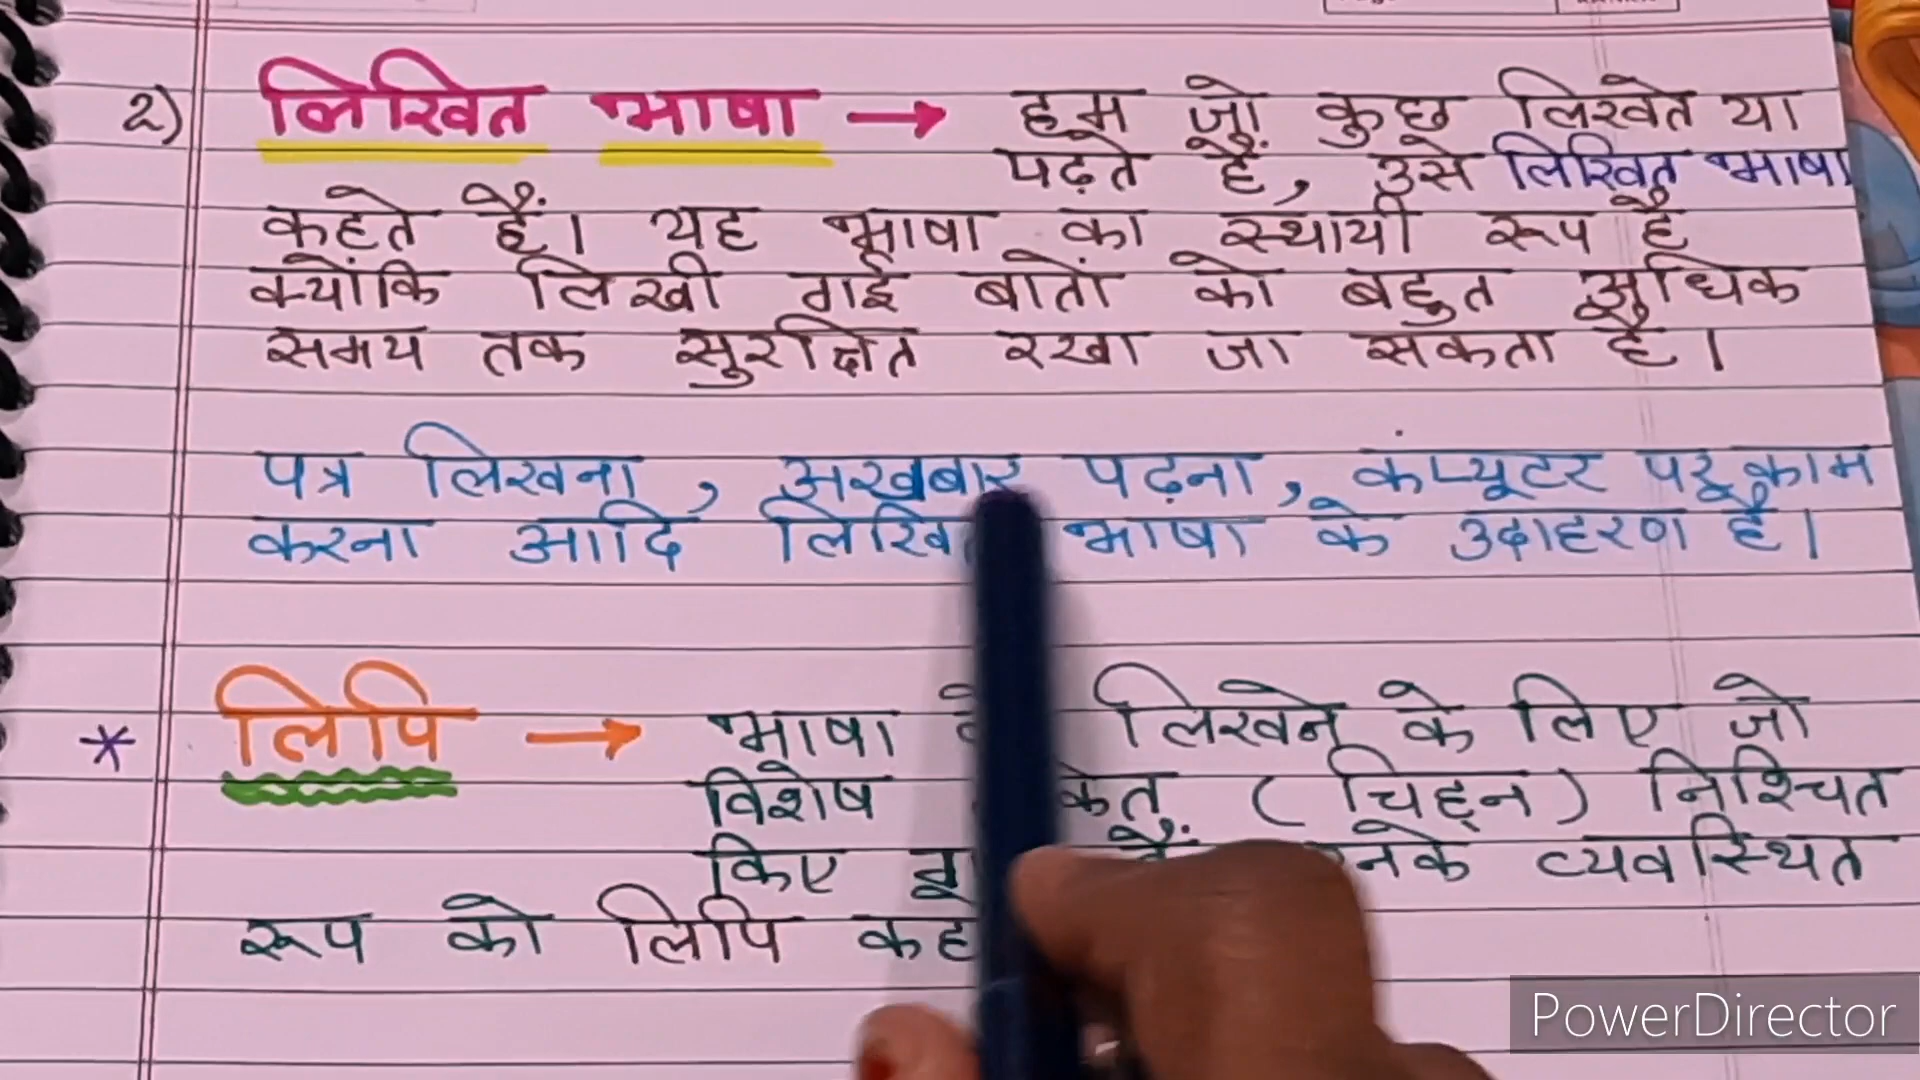 2) लिखित भाषा → हम जो कुछ लिखते या
पढ़ते हैं, उसे लिखित भाषा
कहते हैं। यह भाषा का स्थायी रूप है
क्योंकि लिखी गई बातों को बहुत अधिक
समय तक सुरक्षित रखा जा सकता है।
पत्र लिखना, अखबार पढ़ना, कंप्यूटर पर काम
करना आदि लिखित भाषा के उदाहरण है।
* लिपि → भाषा लिखने के लिए जो
विशेष (चिह्न) निश्चित
किए व्यवस्थित
रूप को लिपि
PowerDirector